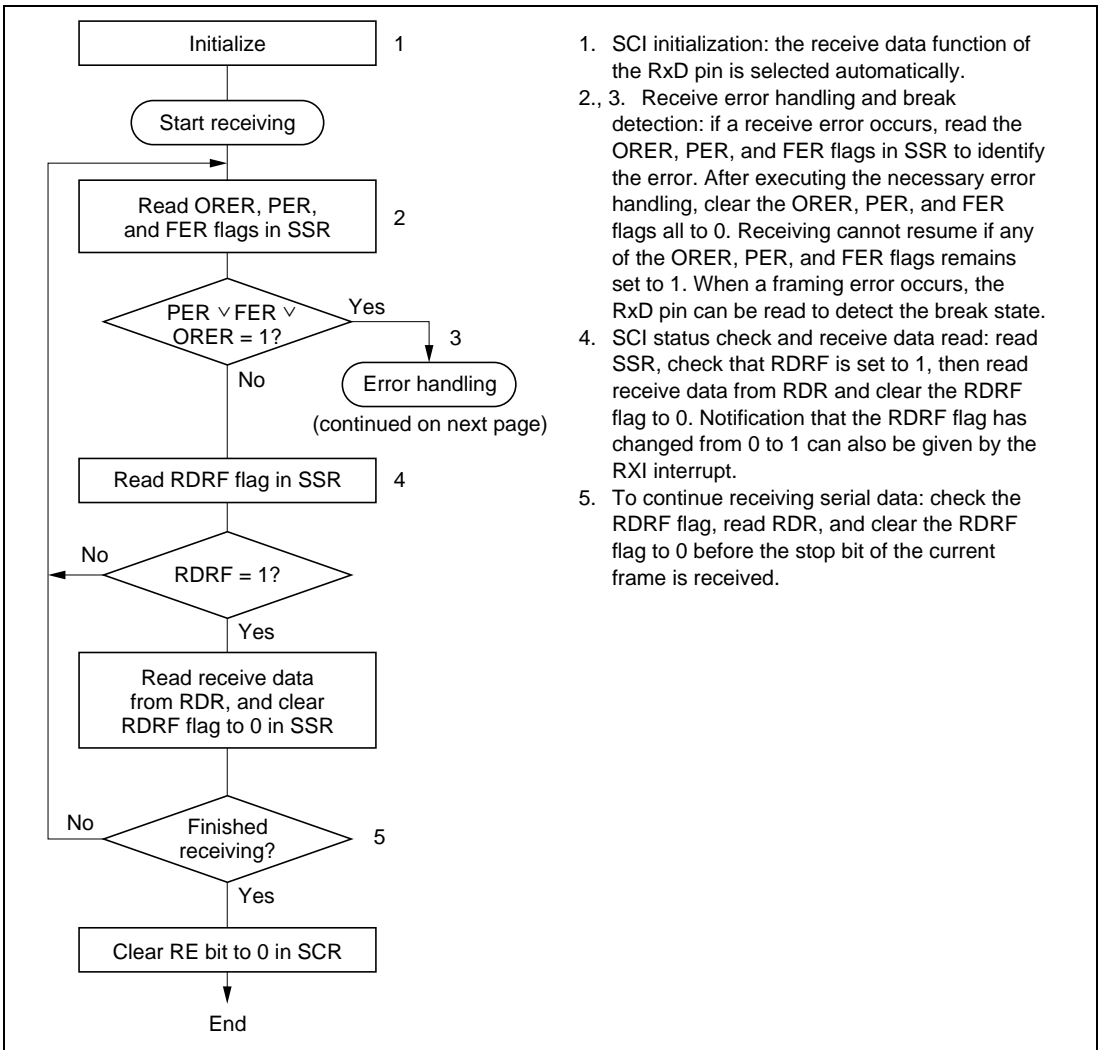 Initialize
1
Start receiving
Read ORER, PER,
and FER flags in SSR
2
PER ∨ FER ∨
ORER = 1?
Yes
3
No
Error handling
(continued on next page)
Read RDRF flag in SSR
4
No
RDRF = 1?
Yes
Read receive data
from RDR, and clear
RDRF flag to 0 in SSR
No
Finished
receiving?
5
Yes
Clear RE bit to 0 in SCR
End
1. SCI initialization: the receive data function of
the RxD pin is selected automatically.
2., 3. Receive error handling and break
detection: if a receive error occurs, read the
ORER, PER, and FER flags in SSR to identify
the error. After executing the necessary error
handling, clear the ORER, PER, and FER
flags all to 0. Receiving cannot resume if any
of the ORER, PER, and FER flags remains
set to 1. When a framing error occurs, the
RxD pin can be read to detect the break state.
4. SCI status check and receive data read: read
SSR, check that RDRF is set to 1, then read
receive data from RDR and clear the RDRF
flag to 0. Notification that the RDRF flag has
changed from 0 to 1 can also be given by the
RXI interrupt.
5. To continue receiving serial data: check the
RDRF flag, read RDR, and clear the RDRF
flag to 0 before the stop bit of the current
frame is received.